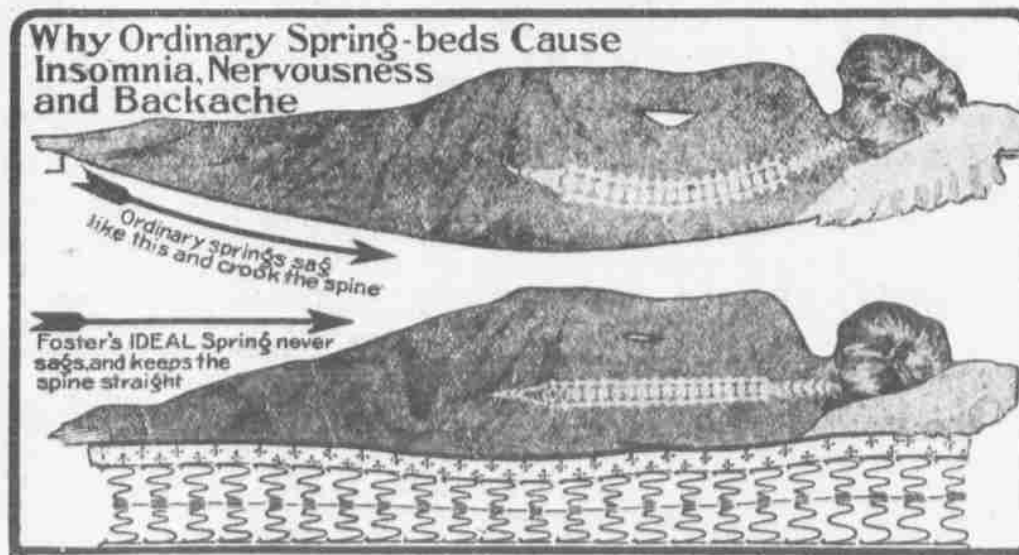 Why Ordinary Spring-beds Cause
Insomnia, Nervousness
and Backache
Ordinary springs sag
like this and crook the spine
Foster's IDEAL Spring never
sags, and keeps the
spine straight